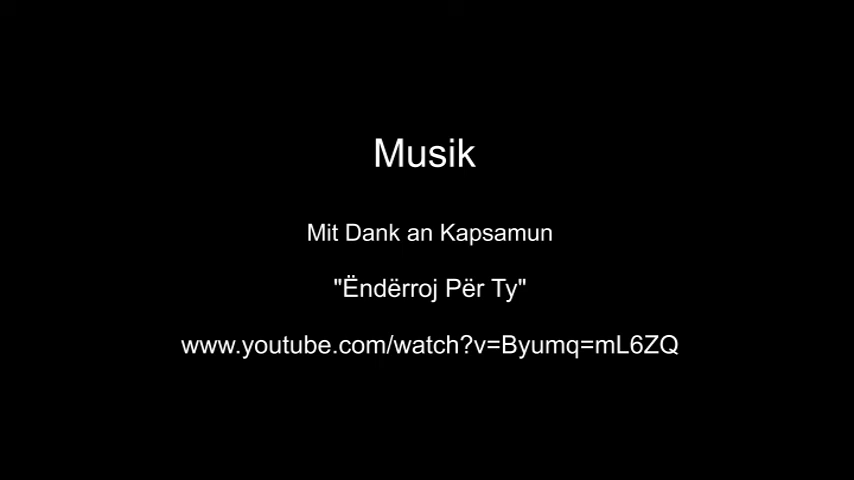 Musik
Mit Dank an Kapsamun
"Ëndërroj Për Ty"
www.youtube.com/watch?v=Byumq=mL6ZQ